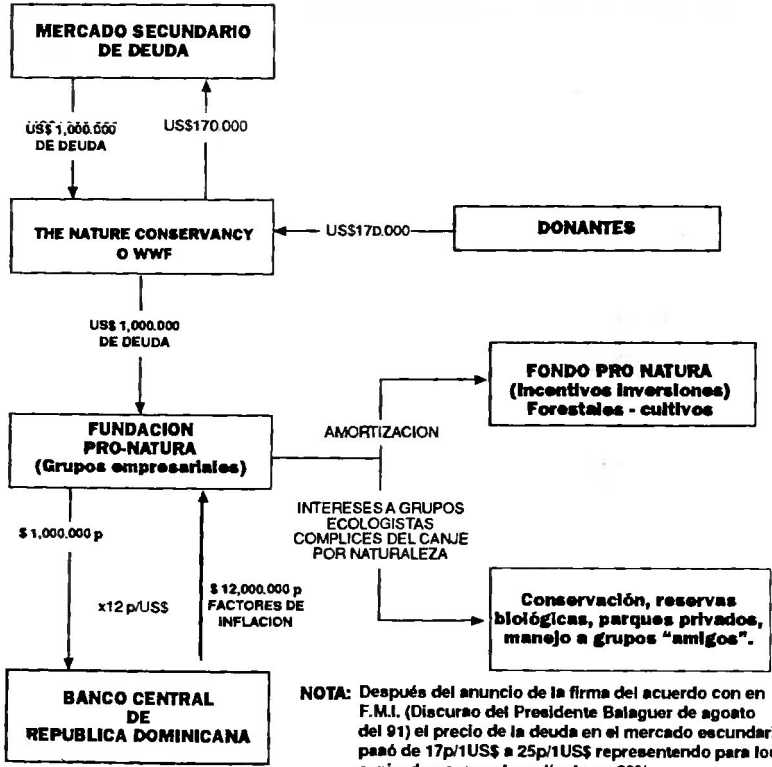 MERCADO SECUNDARIO
DE DEUDA
US$ 1,000.000
DE DEUDA
US$170.000
THE NATURE CONSERVANCY
O WWF
US$170.000
DONANTES
US$ 1,000.000
DE DEUDA
FUNDACION
PRO-NATURA
(Grupos empresariales)
AMORTIZACION
FONDO PRO NATURA
(Incentivos Inversiones)
Forestales - cultivos
INTERESES A GRUPOS
ECOLOGISTAS
COMPLICES DEL CANJE
POR NATURALEZA
$ 1,000.000 p
x12 p/US$
$ 12,000.000 p
FACTORES DE
INFLACION
Conservación, reservas
biológicas, parques privados,
manejo a grupos "amigos".
BANCO CENTRAL
DE
REPUBLICA DOMINICANA
NOTA: Después del anuncio de la firma del acuerdo con en
F.M.I. (Discurao del Presidente Balaguer de agoato
del 91) el precio de la deuda en el mercado escundari
paaó de 17p/1US$ a 25p/1US$ representendo para lo